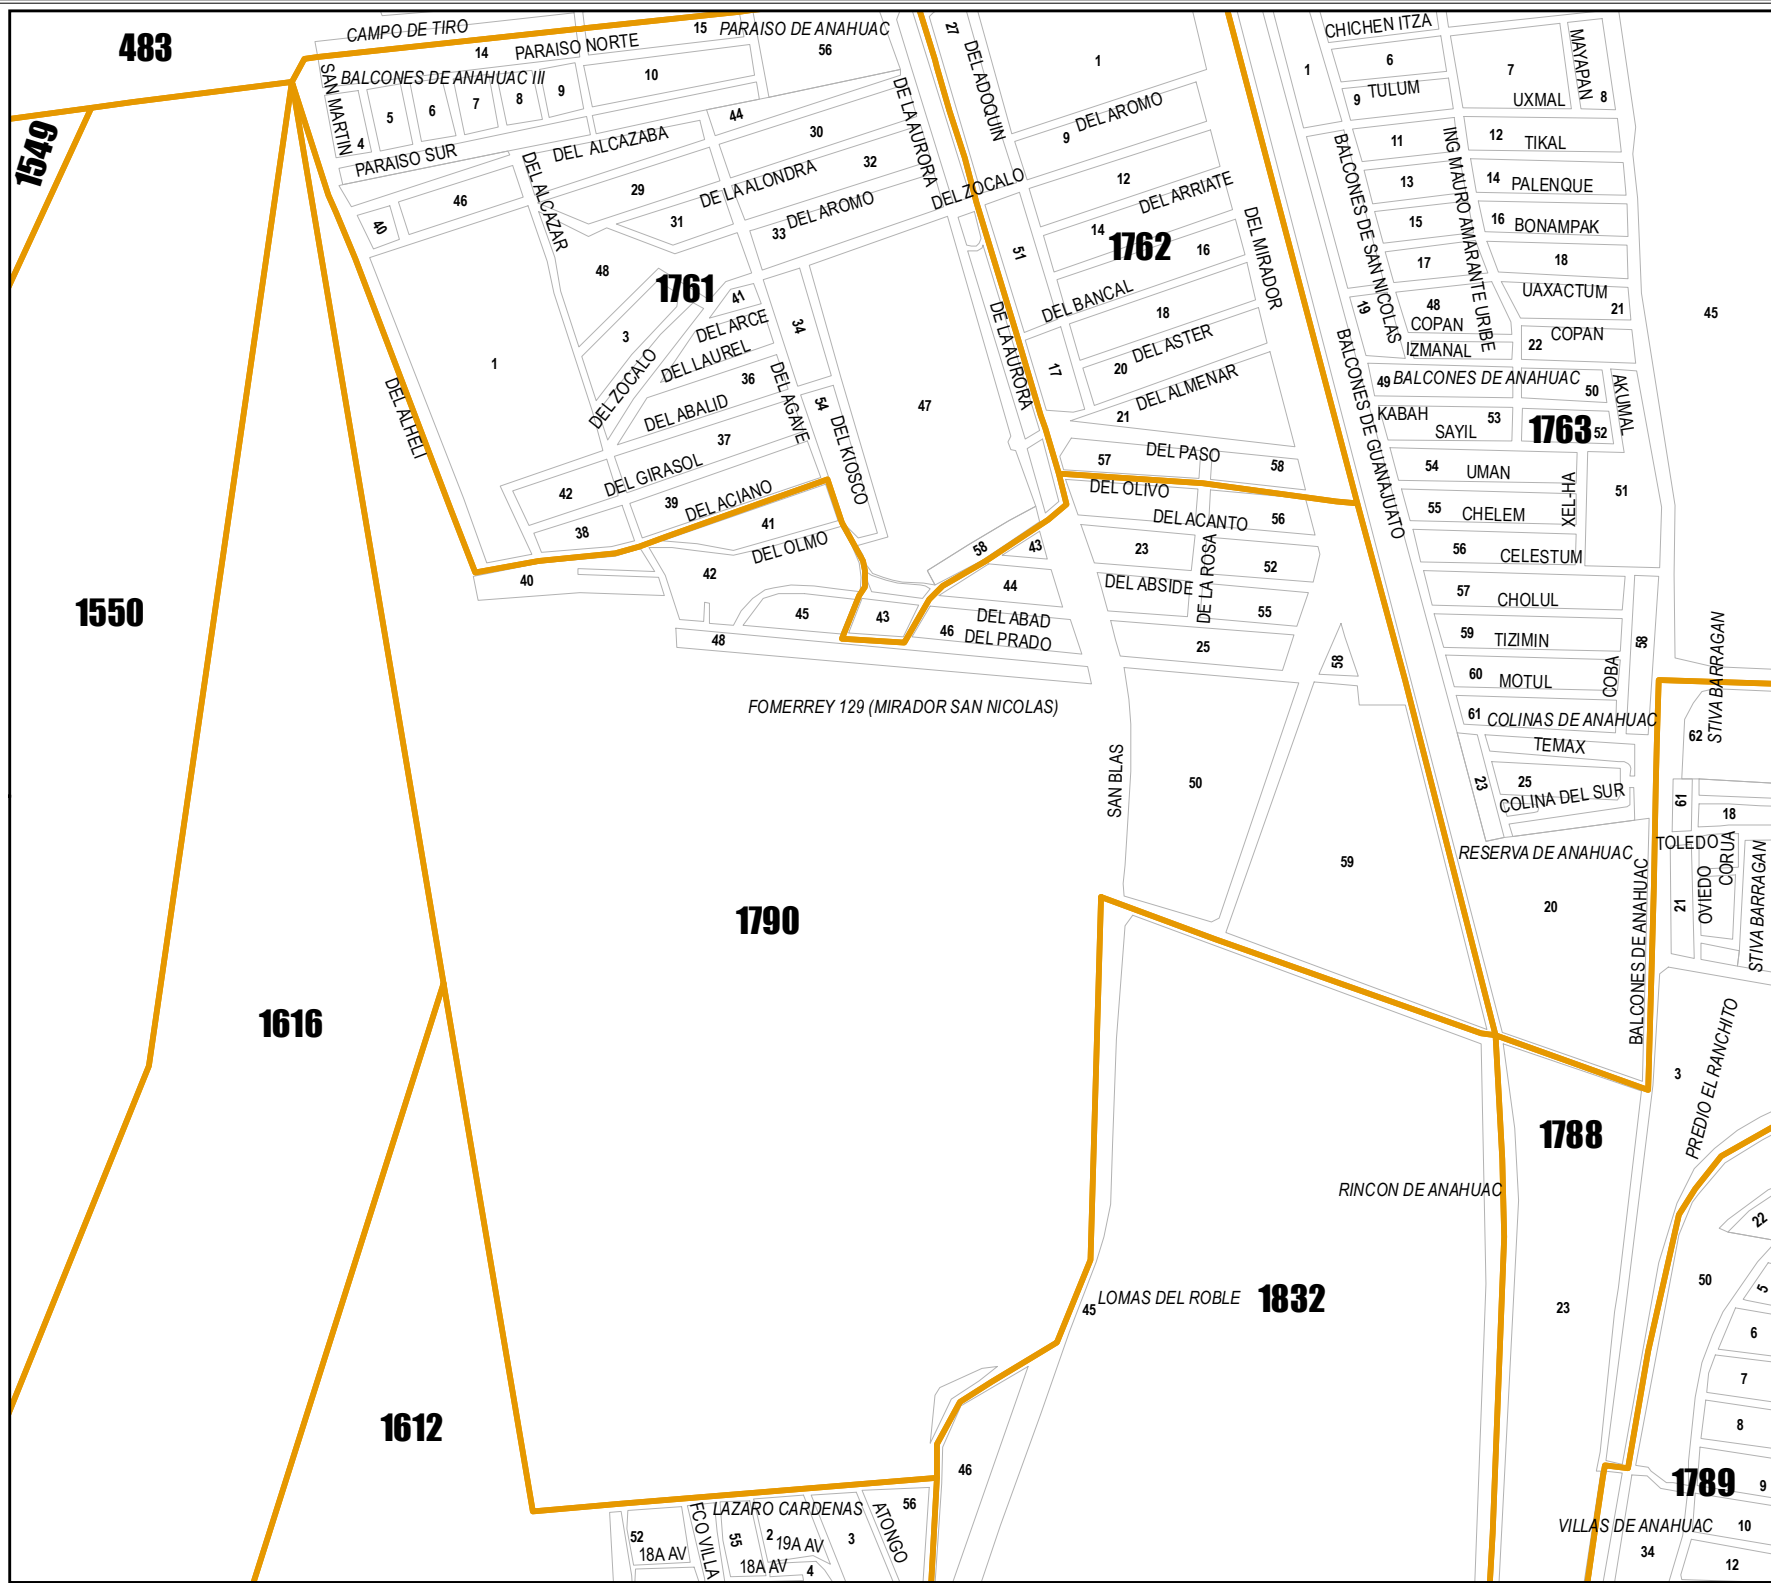 483
CAMPO DE TIRO
15
PARAISO DE ANAHUAC
14
PARAISO NORTE
56
27
DEL ADOQUIN
1
CHICHEN ITZA
1
6
7
MAYAPAN
8
BALCONES DE ANAHUAC III
SAN MARTIN
4
5
6
7
8
9
10
9
TULUM
UXMAL
1549
PARAISO SUR
44
DEL ALCAZABA
30
32
DE LA AURORA
9
DEL AROMO
11
ING MAURO AMARANTE URIBE
12
TIKAL
BALCONES DE SAN NICOLAS
13
14
PALENQUE
DEL ALCAZAR
46
40
29
DE LA ALONDRA
31
33
DEL AROMO
DEL ZOCALO
12
DEL ARRIATE
14
1762
16
DEL MIRADOR
15
16
BONAMPAK
17
18
48
1761
41
51
DEL BANCAL
18
19
48
COPAN
UAXACTUM
21
45
3
DEL ARCE
34
DEL LAUREL
DE LA AURORA
DEL ASTER
20
17
DEL ALMENAR
21
IZMANAL
22
COPAN
BALCONES DE GUANAJUATO
1
DEL ALHELI
DEL ZOCALO
36
DEL ABALID
DEL AGAVE
37
54
DEL KIOSCO
47
49
BALCONES DE ANAHUAC
50
AKUMAL
KABAH
SAYIL
53
1763
52
57
DEL PASO
58
54
UMAN
51
42
DEL GIRASOL
39
DEL ACIANO
38
41
DEL OLMO
DEL OLIVO
DEL ACANTO
56
55
CHELEM
XEL-HA
58
43
23
DE LA ROSA
52
56
CELESTUM
40
42
44
DEL ABSIDE
55
57
CHOLUL
1550
45
43
46
DEL ABAD
DEL PRADO
25
58
48
59
TIZIMIN
58
60
MOTUL
COBA
61
COLINAS DE ANAHUAC
STIVA BARRAGAN
62
FOMERREY 129 (MIRADOR SAN NICOLAS)
TEMAX
SAN BLAS
50
23
25
COLINA DEL SUR
61
18
59
RESERVA DE ANAHUAC
TOLEDO
CORUA
BALCONES DE ANAHUAC
20
21
OVIEDO
STIVA BARRAGAN
1790
1616
3
PREDIO EL RANCHITO
1788
RINCON DE ANAHUAC
22
45
LOMAS DEL ROBLE
1832
23
50
5
6
7
8
1612
46
1789
9
52
18A AV
FCO VILLA
LAZARO CARDENAS
55
2
19A AV
18A AV
4
3
ATONGO
56
VILLAS DE ANAHUAC
10
34
12